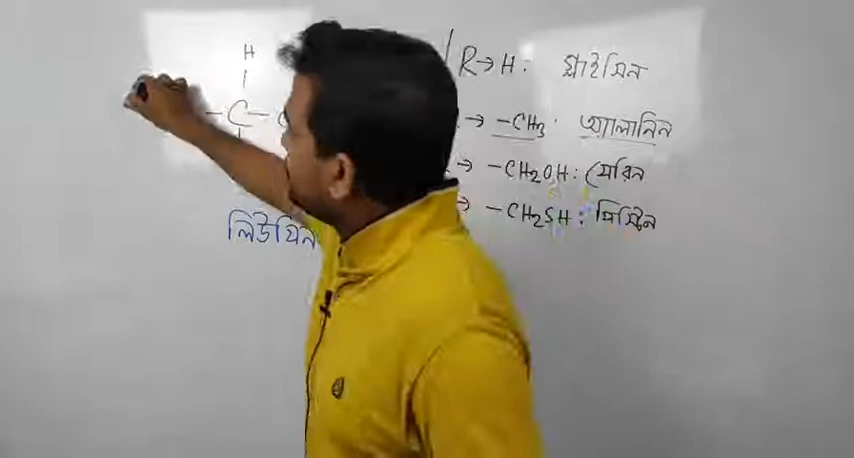 H
– C –
R → H : গ্লাইসিন
→ –CH₃ : অ্যালানিন
→ –CH₂OH : সেরিন
→ –CH₂SH : সিস্টিন
লিউসিন